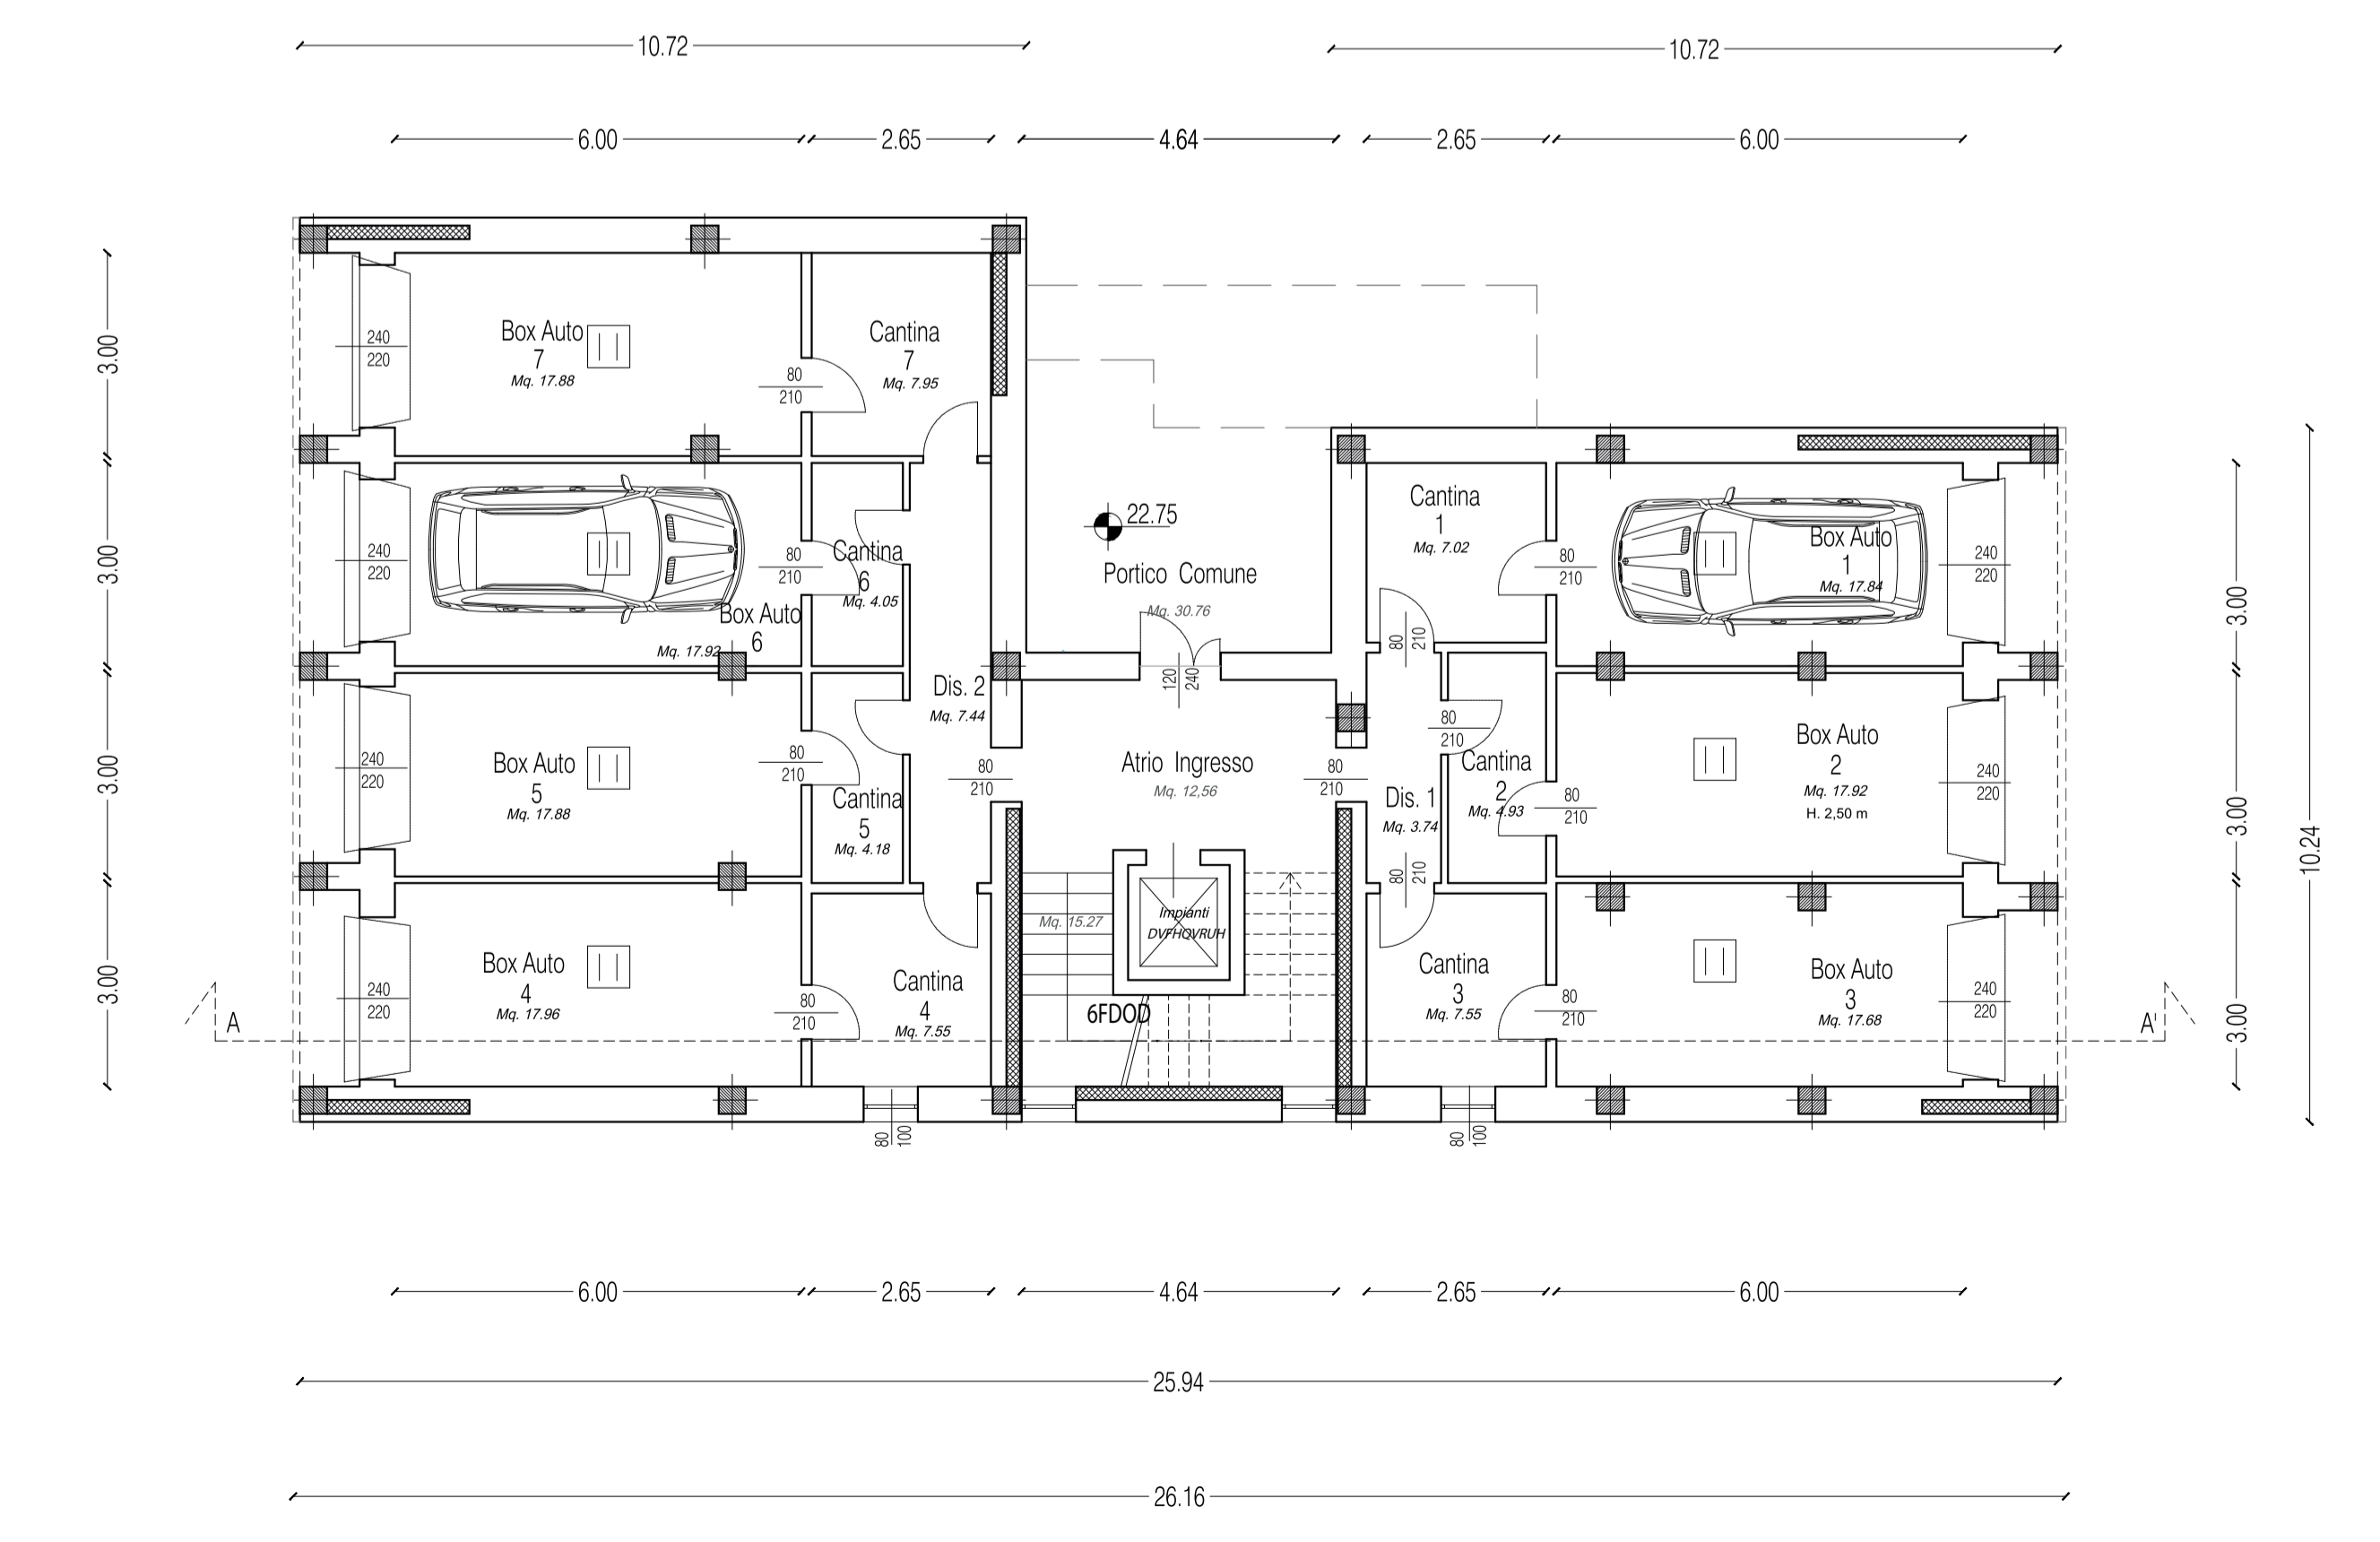 10.72
10.72
6.00
2.65
4.64
2.65
6.00
3.00
3.00
3.00
3.00
240
220
Box Auto
7
Mq. 17.88
80
210
Cantina
7
Mq. 7.95
240
220
Box Auto
6
Mq. 17.92
80
210
Cantina
6
Mq. 4.05
240
220
Box Auto
5
Mq. 17.88
80
210
Cantina
5
Mq. 4.18
Dis. 2
Mq. 7.44
80
210
240
220
Box Auto
4
Mq. 17.96
80
210
Cantina
4
Mq. 7.55
80
100
22.75
Portico Comune
Mq. 30.76
120
240
Atrio Ingresso
Mq. 12,56
80
210
Mq. 15.27
Impianti
DVFHQVRUH
6FDOD
Cantina
1
Mq. 7.02
80
210
80
210
Box Auto
1
Mq. 17.84
240
220
80
210
Cantina
2
Mq. 4.93
80
210
Dis. 1
Mq. 3.74
80
210
Box Auto
2
Mq. 17.92
H. 2,50 m
240
220
Cantina
3
Mq. 7.55
80
210
Box Auto
3
Mq. 17.68
240
220
80
100
A
A'
3.00
3.00
3.00
10.24
6.00
2.65
4.64
2.65
6.00
25.94
26.16